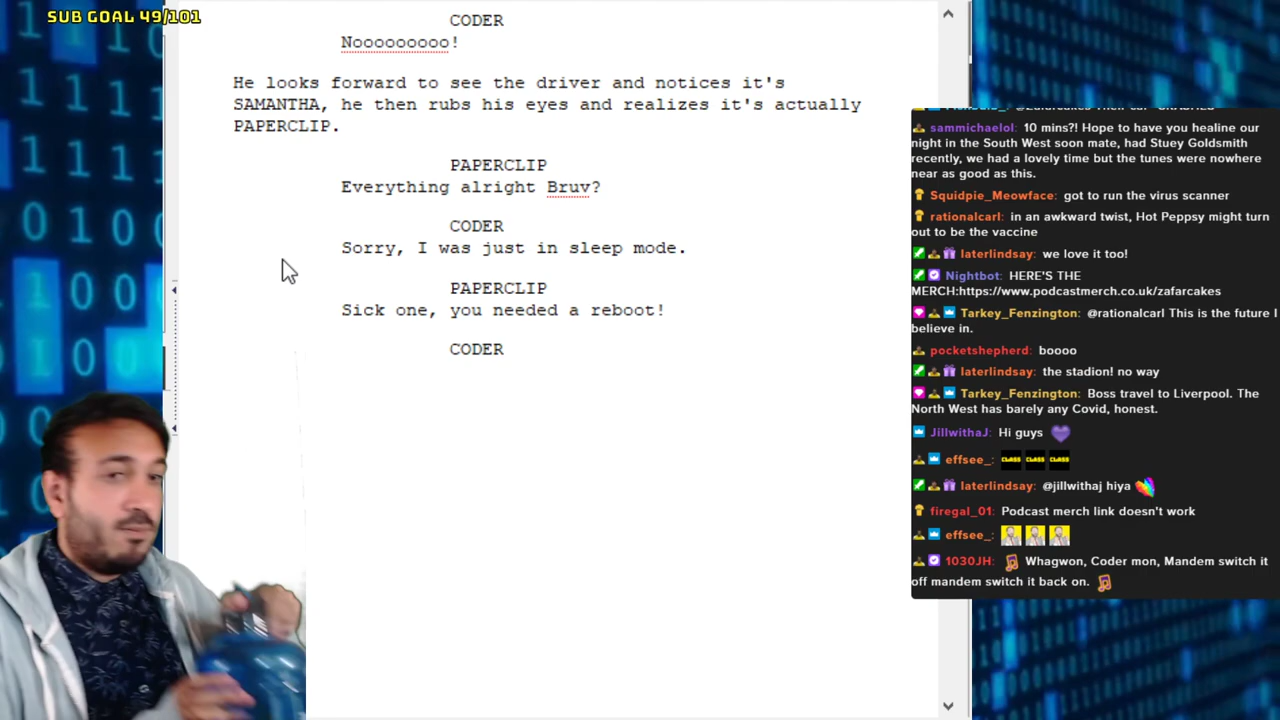 SUB GOAL 49/101
CODER
Nooooooooo!
He looks forward to see the driver and notices it's
SAMANTHA, he then rubs his eyes and realizes it's actually
PAPERCLIP.
PAPERCLIP
Everything alright Bruv?
CODER
Sorry, I was just in sleep mode.
PAPERCLIP
Sick one, you needed a reboot!
CODER
sammichaelol: 10 mins?! Hope to have you healine our
night in the South West soon mate, had Stuey Goldsmith
recently, we had a lovely time but the tunes were nowhere
near as good as this.
Squidpie_Meowface: got to run the virus scanner
rationalcarl: in an awkward twist, Hot Peppsy might turn
out to be the vaccine
laterlindsay: we love it too!
Nightbot: HERE'S THE
MERCH:https://www.podcastmerch.co.uk/zafarcakes
Tarkey_Fenzington: @rationalcarl This is the future I
believe in.
pocketshepherd: boooo
laterlindsay: the stadion! no way
Tarkey_Fenzington: Boss travel to Liverpool. The
North West has barely any Covid, honest.
JillwithaJ: Hi guys
effsee_: CLASS CLASS CLASS
laterlindsay: @jillwithaj hiya
firegal_01: Podcast merch link doesn't work
effsee_:
1030JH: Whagwon, Coder mon, Mandem switch it
off mandem switch it back on.